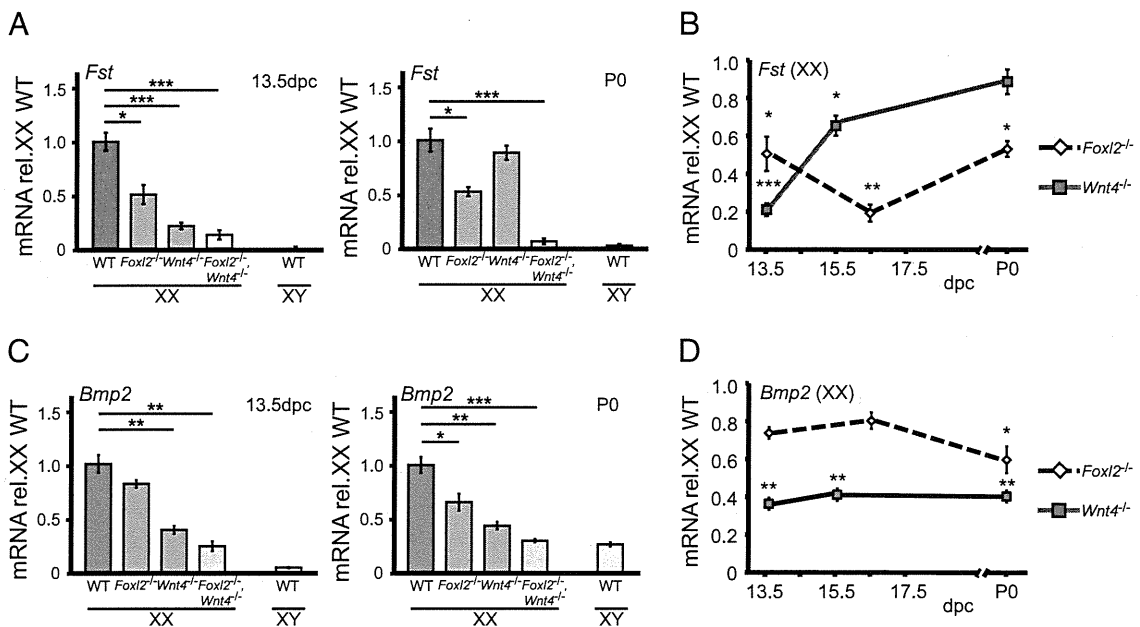 A
Fst
13.5dpc
mRNA rel.XX WT
1.5
1.0
0.5
0
***
***
*
WT
Foxl2-/-
Wnt4-/-
Foxl2-/-,
Wnt4-/-
WT
XX
XY
Fst
P0
mRNA rel.XX WT
1.5
1.0
0.5
0
***
*
WT
Foxl2-/-
Wnt4-/-
Foxl2-/-,
Wnt4-/-
WT
XX
XY
B
Fst (XX)
mRNA rel.XX WT
1.0
0.8
0.6
0.4
0.2
0
*
***
*
**
*
13.5
15.5
17.5
P0
dpc
Foxl2-/-
Wnt4-/-
C
Bmp2
13.5dpc
mRNA rel.XX WT
1.5
1.0
0.5
0
**
**
WT
Foxl2-/-
Wnt4-/-
Foxl2-/-,
Wnt4-/-
WT
XX
XY
Bmp2
P0
mRNA rel.XX WT
1.5
1.0
0.5
0
***
**
*
WT
Foxl2-/-
Wnt4-/-
Foxl2-/-,
Wnt4-/-
WT
XX
XY
D
Bmp2 (XX)
mRNA rel.XX WT
1.0
0.8
0.6
0.4
0.2
0
**
**
*
**
13.5
15.5
17.5
P0
dpc
Foxl2-/-
Wnt4-/-